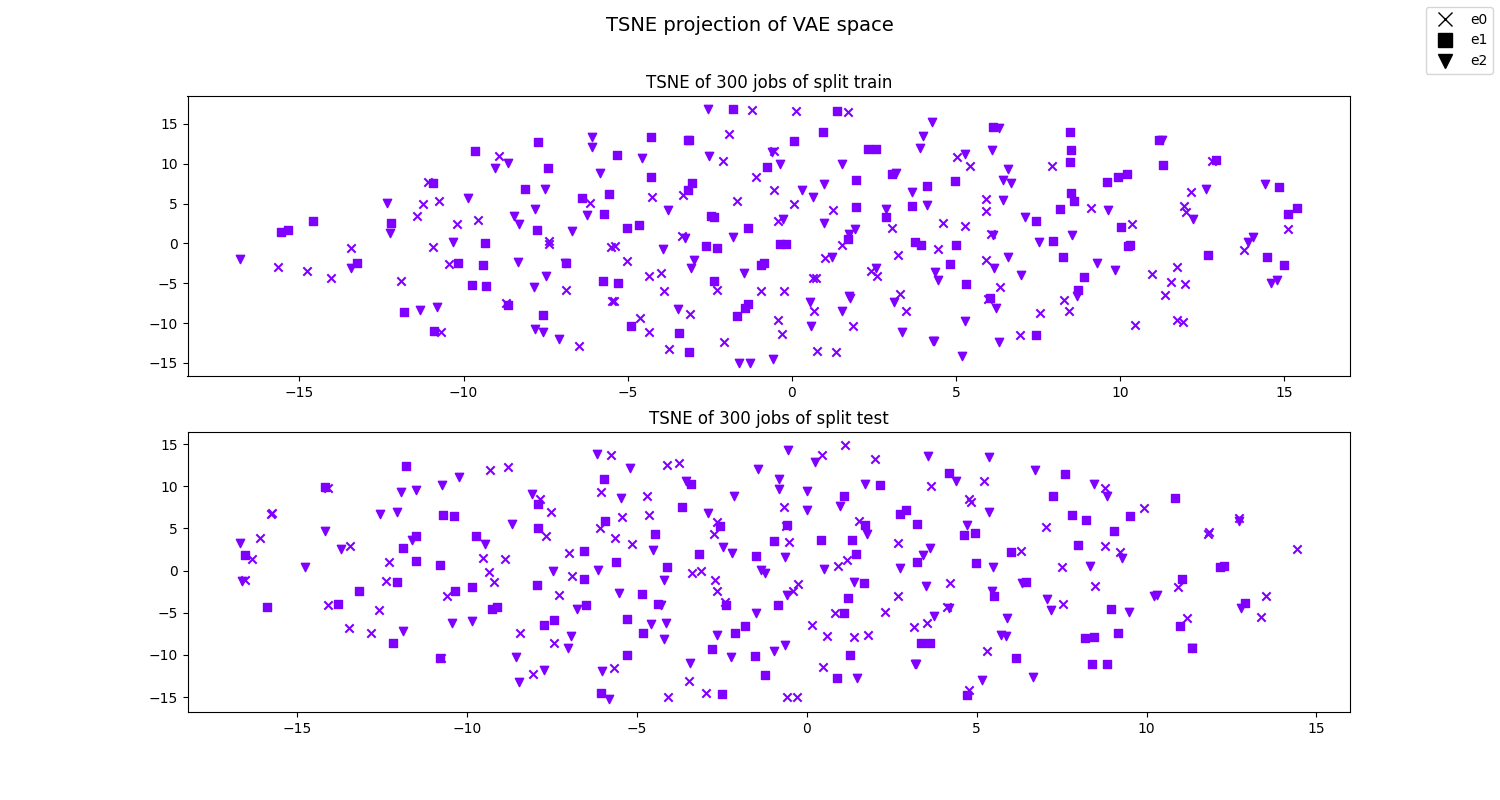 TSNE projection of VAE space
e0
e1
e2
TSNE of 300 jobs of split train
15
10
5
0
−5
−10
−15
−15 −10 −5 0 5 10 15
TSNE of 300 jobs of split test
15
10
5
0
−5
−10
−15
−15 −10 −5 0 5 10 15